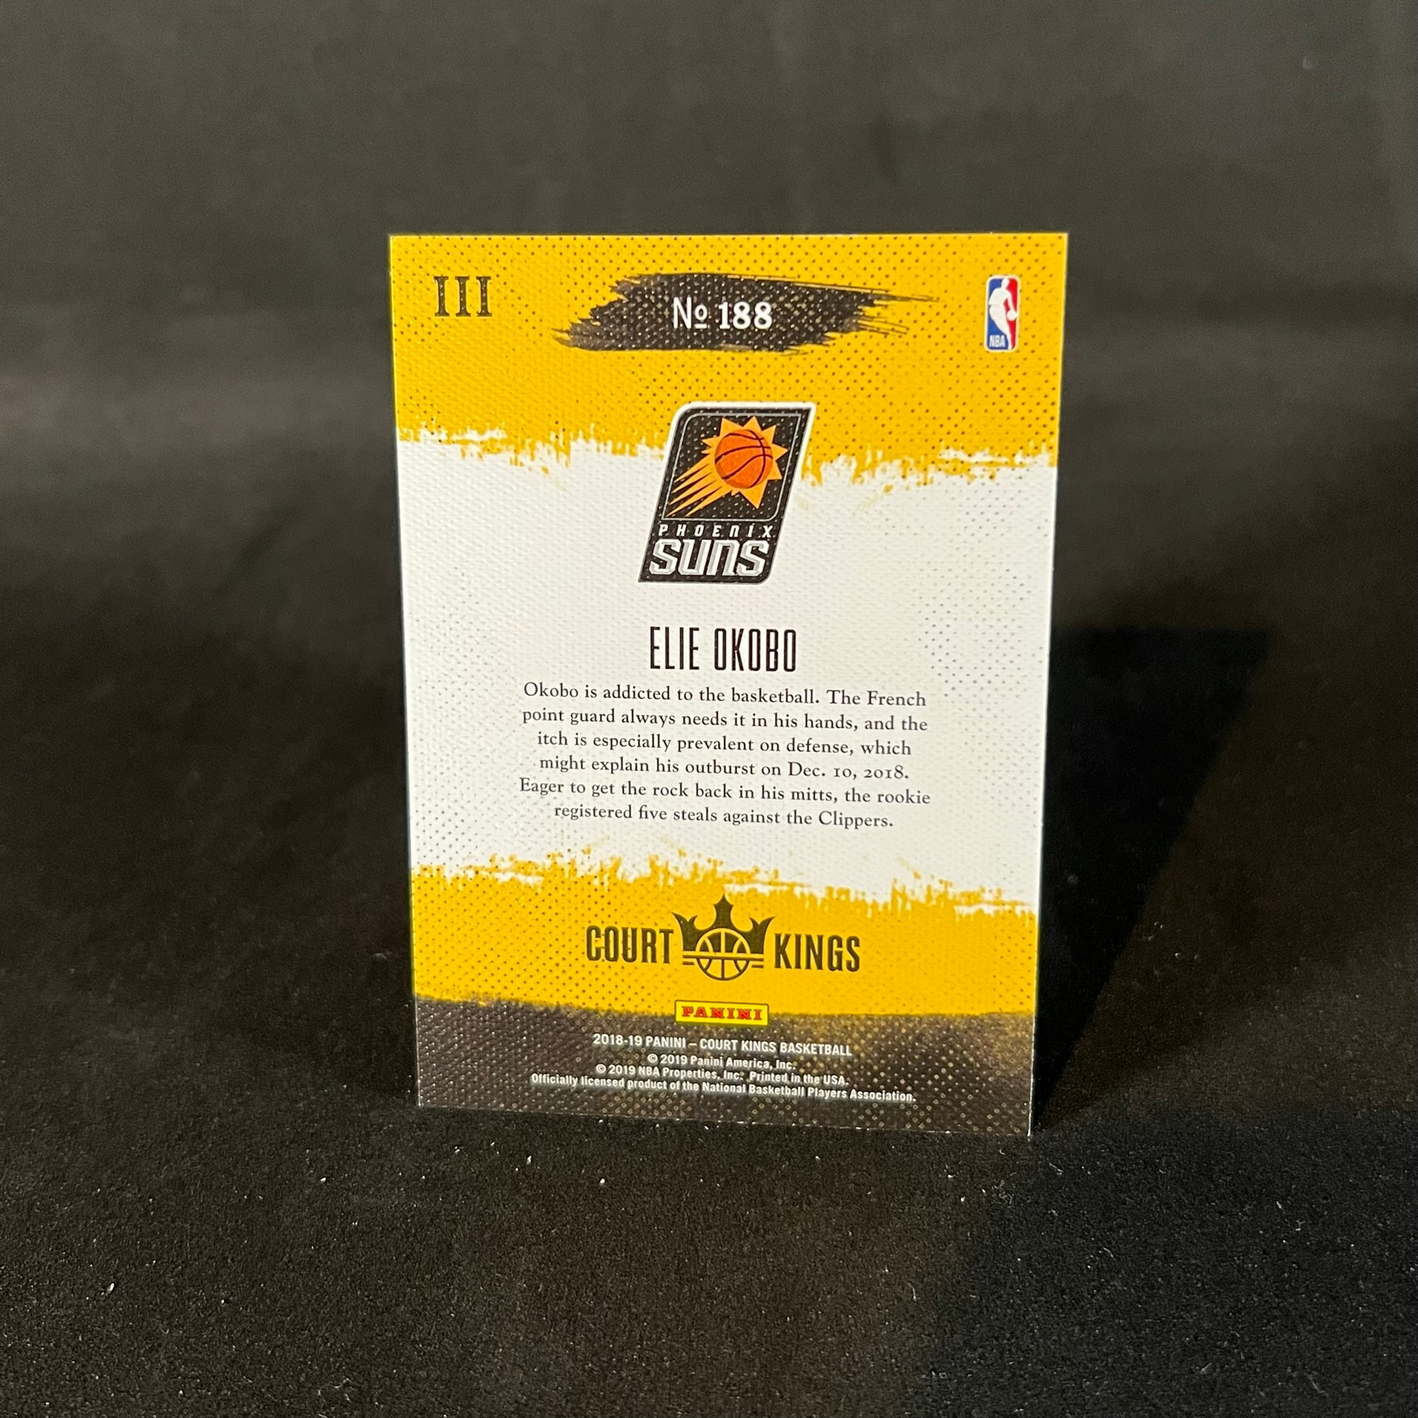 III
№ 188
NBA
PHOENIX
SUNS
ELIE OKOBO
Okobo is addicted to the basketball. The French
point guard always needs it in his hands, and the
itch is especially prevalent on defense, which
might explain his outburst on Dec. 10, 2018.
Eager to get the rock back in his mitts, the rookie
registered five steals against the Clippers.
COURT KINGS
PANINI
2018-19 PANINI – COURT KINGS BASKETBALL
© 2019 Panini America, Inc.
© 2019 NBA Properties, Inc. Printed in the USA.
Officially licensed product of the National Basketball Players Association.